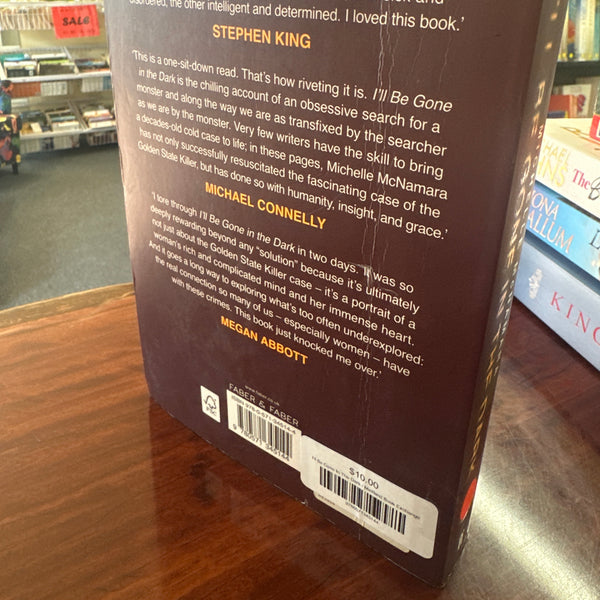 SALE
disordered, the other intelligent and determined. I loved this book.'
STEPHEN KING
'This is a one-sit-down read. That's how riveting it is. I'll Be Gone
in the Dark is the chilling account of an obsessive search for a
monster and along the way we are as transfixed by the searcher
as we are by the monster. Very few writers have the skill to bring
a decades-old cold case to life; in these pages, Michelle McNamara
has not only successfully resuscitated the fascinating case of the
Golden State Killer, but has done so with humanity, insight, and grace.'
MICHAEL CONNELLY
'I tore through I'll Be Gone in the Dark in two days. It was so
deeply rewarding beyond any "solution" because it's ultimately
not just about the Golden State Killer case – it's a portrait of a
woman's rich and complicated mind and her immense heart.
And it goes a long way to exploring what's too often underexplored:
the real connection so many of us – especially women – have
with these crimes. This book just knocked me over.'
MEGAN ABBOTT
www.faber.co.uk
FABER & FABER
FSC
$10.00
The
KING